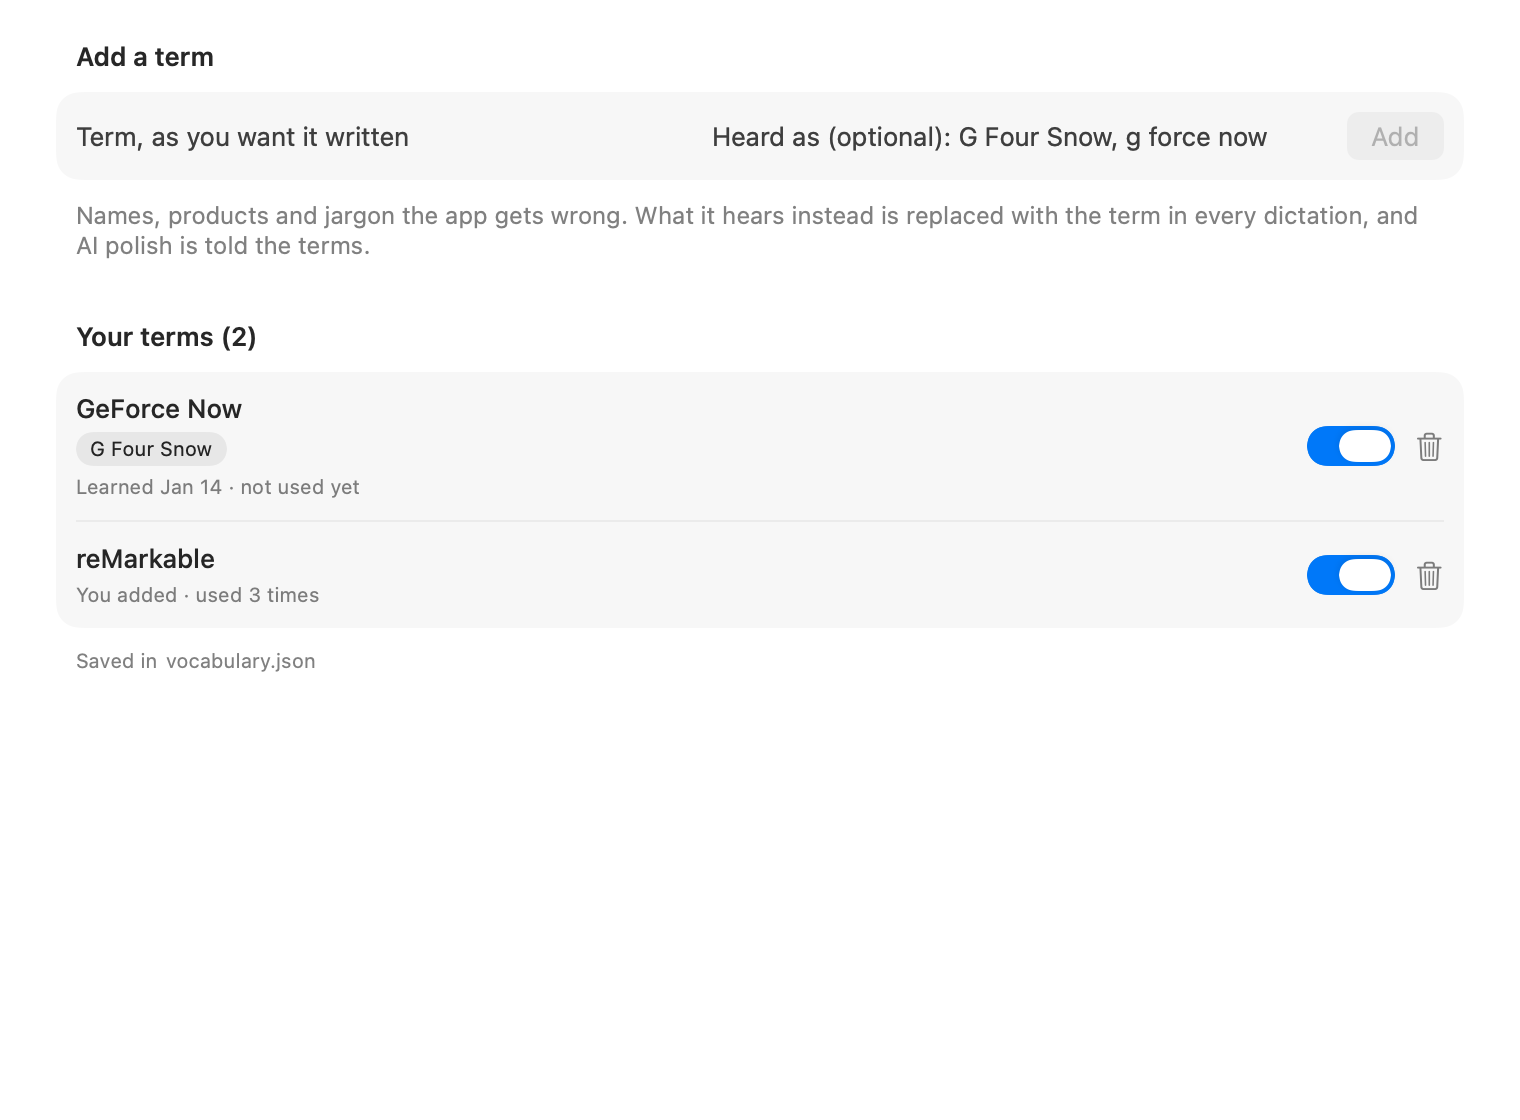 Add a term
Term, as you want it written
Heard as (optional): G Four Snow, g force now
Add
Names, products and jargon the app gets wrong. What it hears instead is replaced with the term in every dictation, and
AI polish is told the terms.
Your terms (2)
GeForce Now
G Four Snow
Learned Jan 14 · not used yet
reMarkable
You added · used 3 times
Saved in vocabulary.json